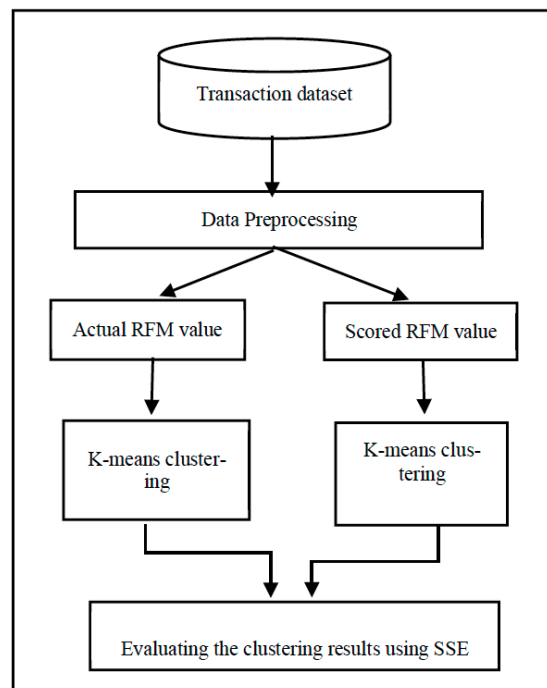 Transaction dataset
Data Preprocessing
Actual RFM value
Scored RFM value
K-means cluster-
ing
K-means clus-
tering
Evaluating the clustering results using SSE